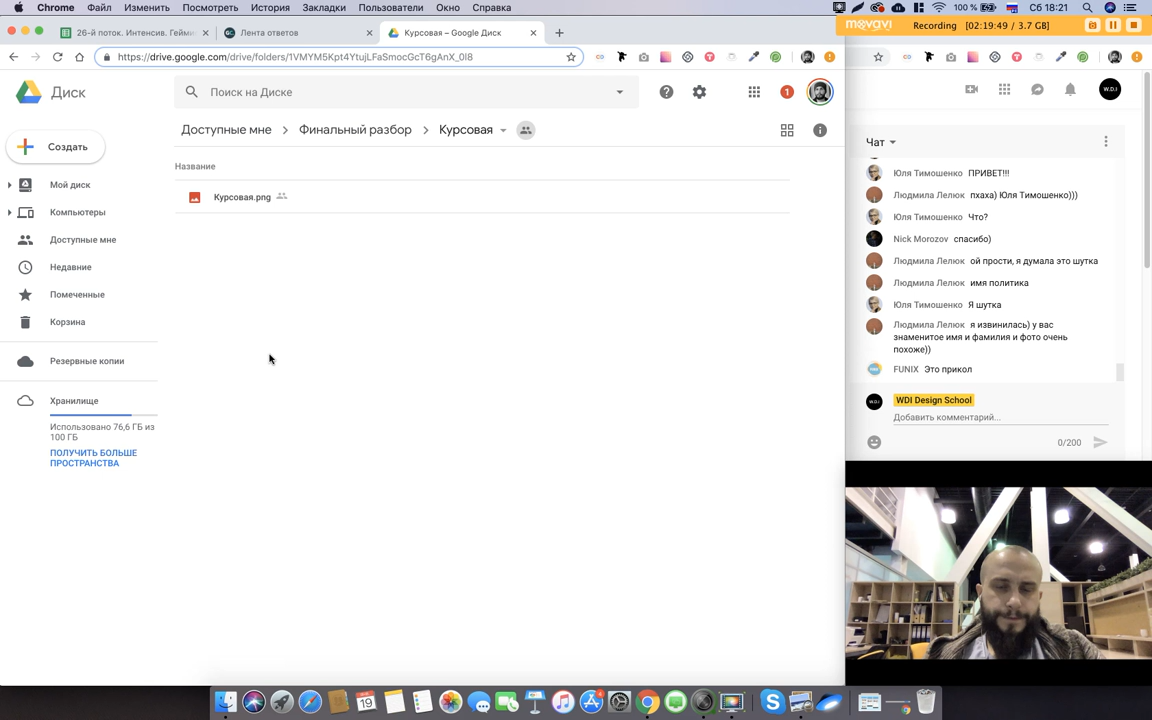 Chrome Файл Изменить Посмотреть История Закладки Пользователи Окно Справка
100 % Сб 18:21
26-й поток. Интенсив. Гейми
Лента ответов
Курсовая – Google Диск
movavi Recording [02:19:49 / 3.7 GB]
https://drive.google.com/drive/folders/1VMYM5Kpt4YtujLFaSmocGcT6gAnX_0l8
Диск
Поиск на Диске
1
W.D.I
Доступные мне
Финальный разбор
Курсовая
Создать
Название
Курсовая.png
Мой диск
Компьютеры
Доступные мне
Недавние
Помеченные
Корзина
Резервные копии
Хранилище
Использовано 76,6 ГБ из
100 ГБ
ПОЛУЧИТЬ БОЛЬШЕ
ПРОСТРАНСТВА
Чат
Юля Тимошенко ПРИВЕТ!!!
Людмила Лелюк пхаха) Юля Тимошенко)))
Юля Тимошенко Что?
Nick Morozov спасибо)
Людмила Лелюк ой прости, я думала это шутка
Людмила Лелюк имя политика
Юля Тимошенко Я шутка
Людмила Лелюк я извинилась) у вас
знаменитое имя и фамилия и фото очень
похоже))
FUNIX Это прикол
W.D.I
WDI Design School
Добавить комментарий...
0/200
19